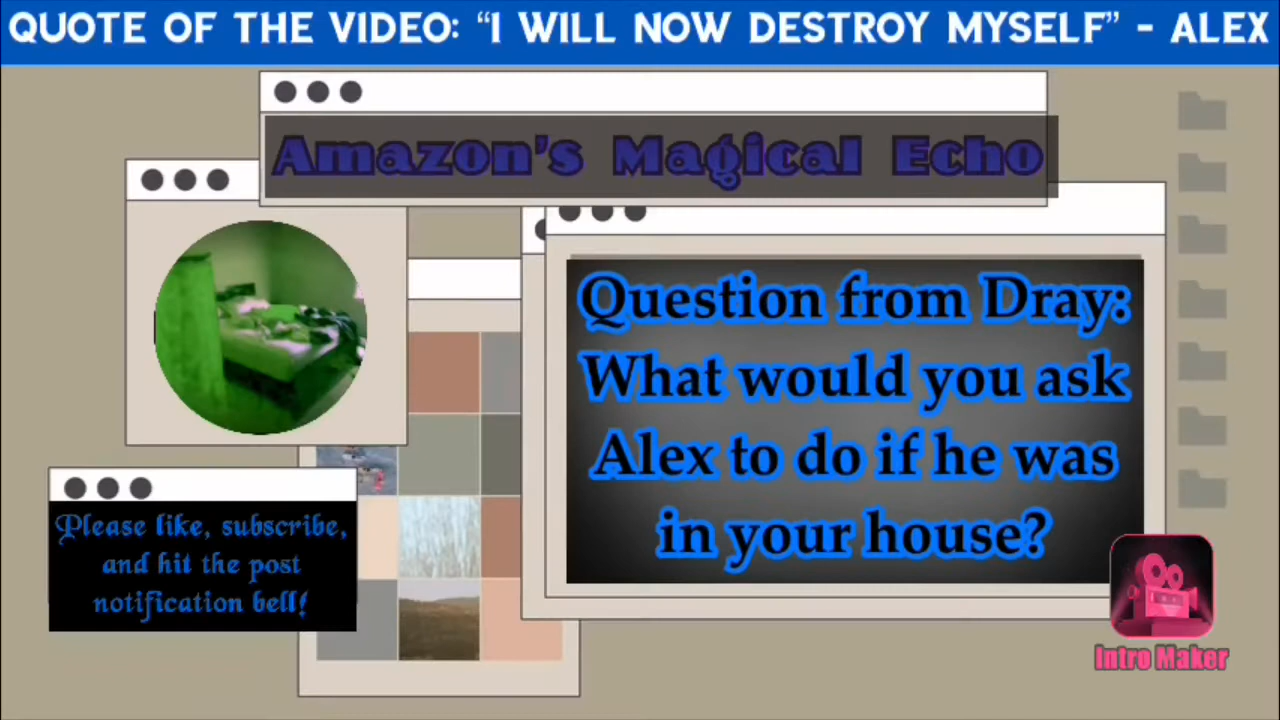 QUOTE OF THE VIDEO: “I WILL NOW DESTROY MYSELF” - ALEX
Amazon's Magical Echo
Question from Dray:
What would you ask
Alex to do if he was
in your house?
Please like, subscribe,
and hit the post
notification bell!
Intro Maker